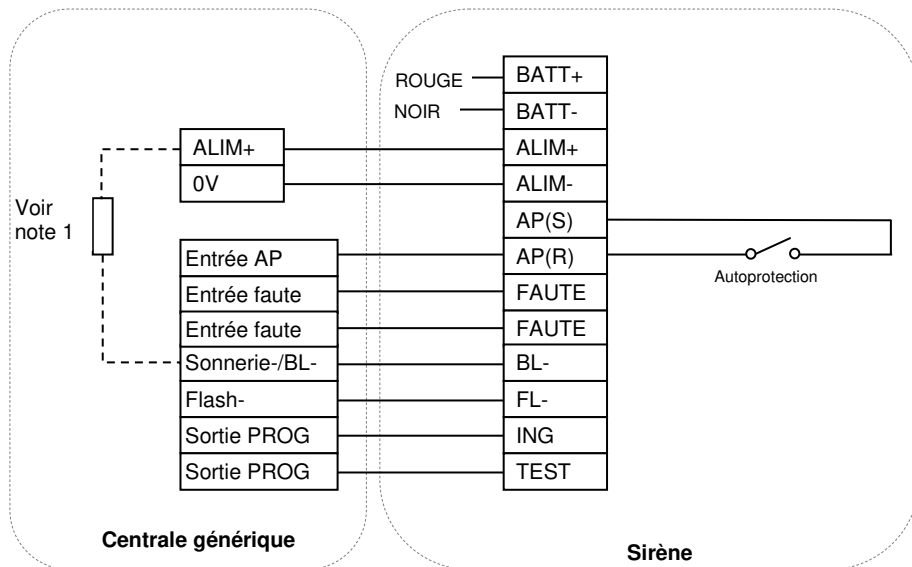 ROUGE
BATT+
NOIR
BATT-
ALIM+
ALIM+
0V
ALIM-
Voir
note 1
AP(S)
Entrée AP
AP(R)
Autoprotection
Entrée faute
FAUTE
Entrée faute
FAUTE
Sonnerie-/BL-
BL-
Flash-
FL-
Sortie PROG
ING
Sortie PROG
TEST
Centrale générique
Sirène